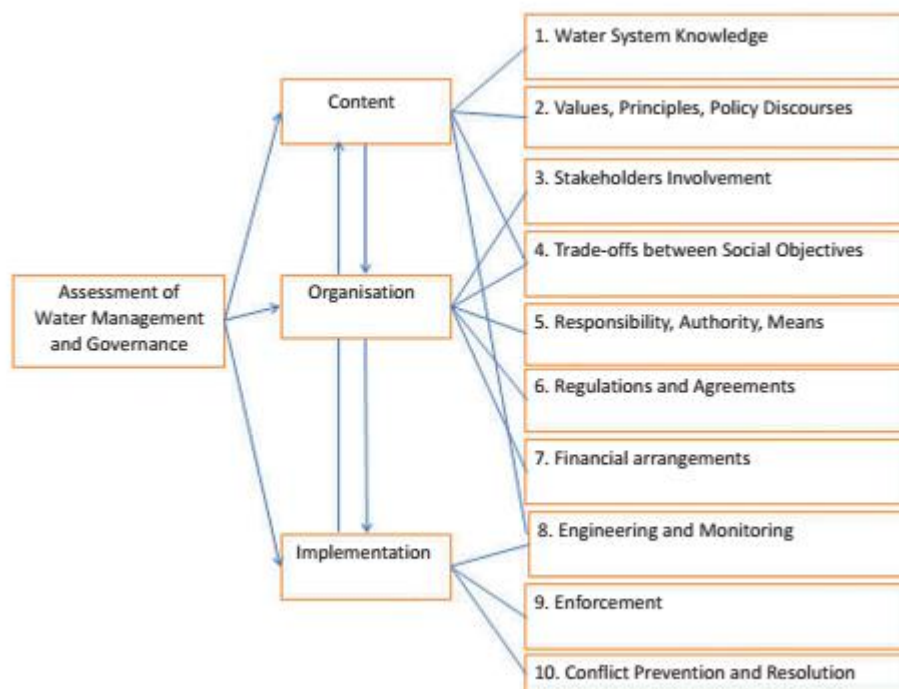 Content
Organisation
Implementation
Assessment of
Water Management
and Governance
1. Water System Knowledge
2. Values, Principles, Policy Discourses
3. Stakeholders Involvement
4. Trade-offs between Social Objectives
5. Responsibility, Authority, Means
6. Regulations and Agreements
7. Financial arrangements
8. Engineering and Monitoring
9. Enforcement
10. Conflict Prevention and Resolution